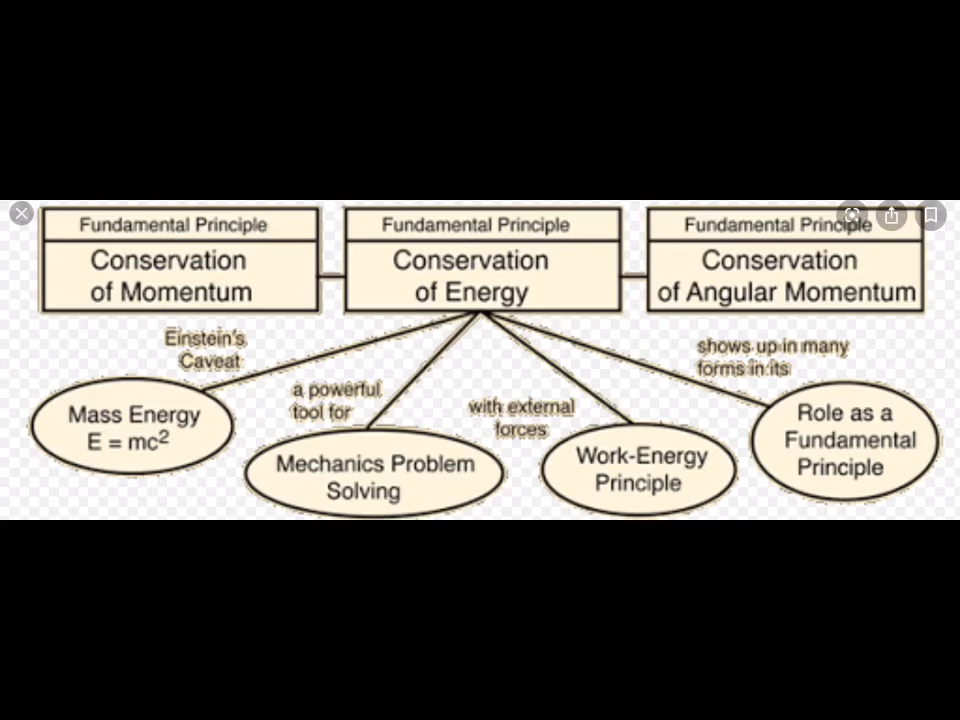 Fundamental Principle
Conservation
of Momentum
Fundamental Principle
Conservation
of Energy
Fundamental Principle
Conservation
of Angular Momentum
Einstein's
Caveat
a powerful
tool for
with external
forces
shows up in many
forms in its
Mass Energy
E = mc²
Mechanics Problem
Solving
Work-Energy
Principle
Role as a
Fundamental
Principle